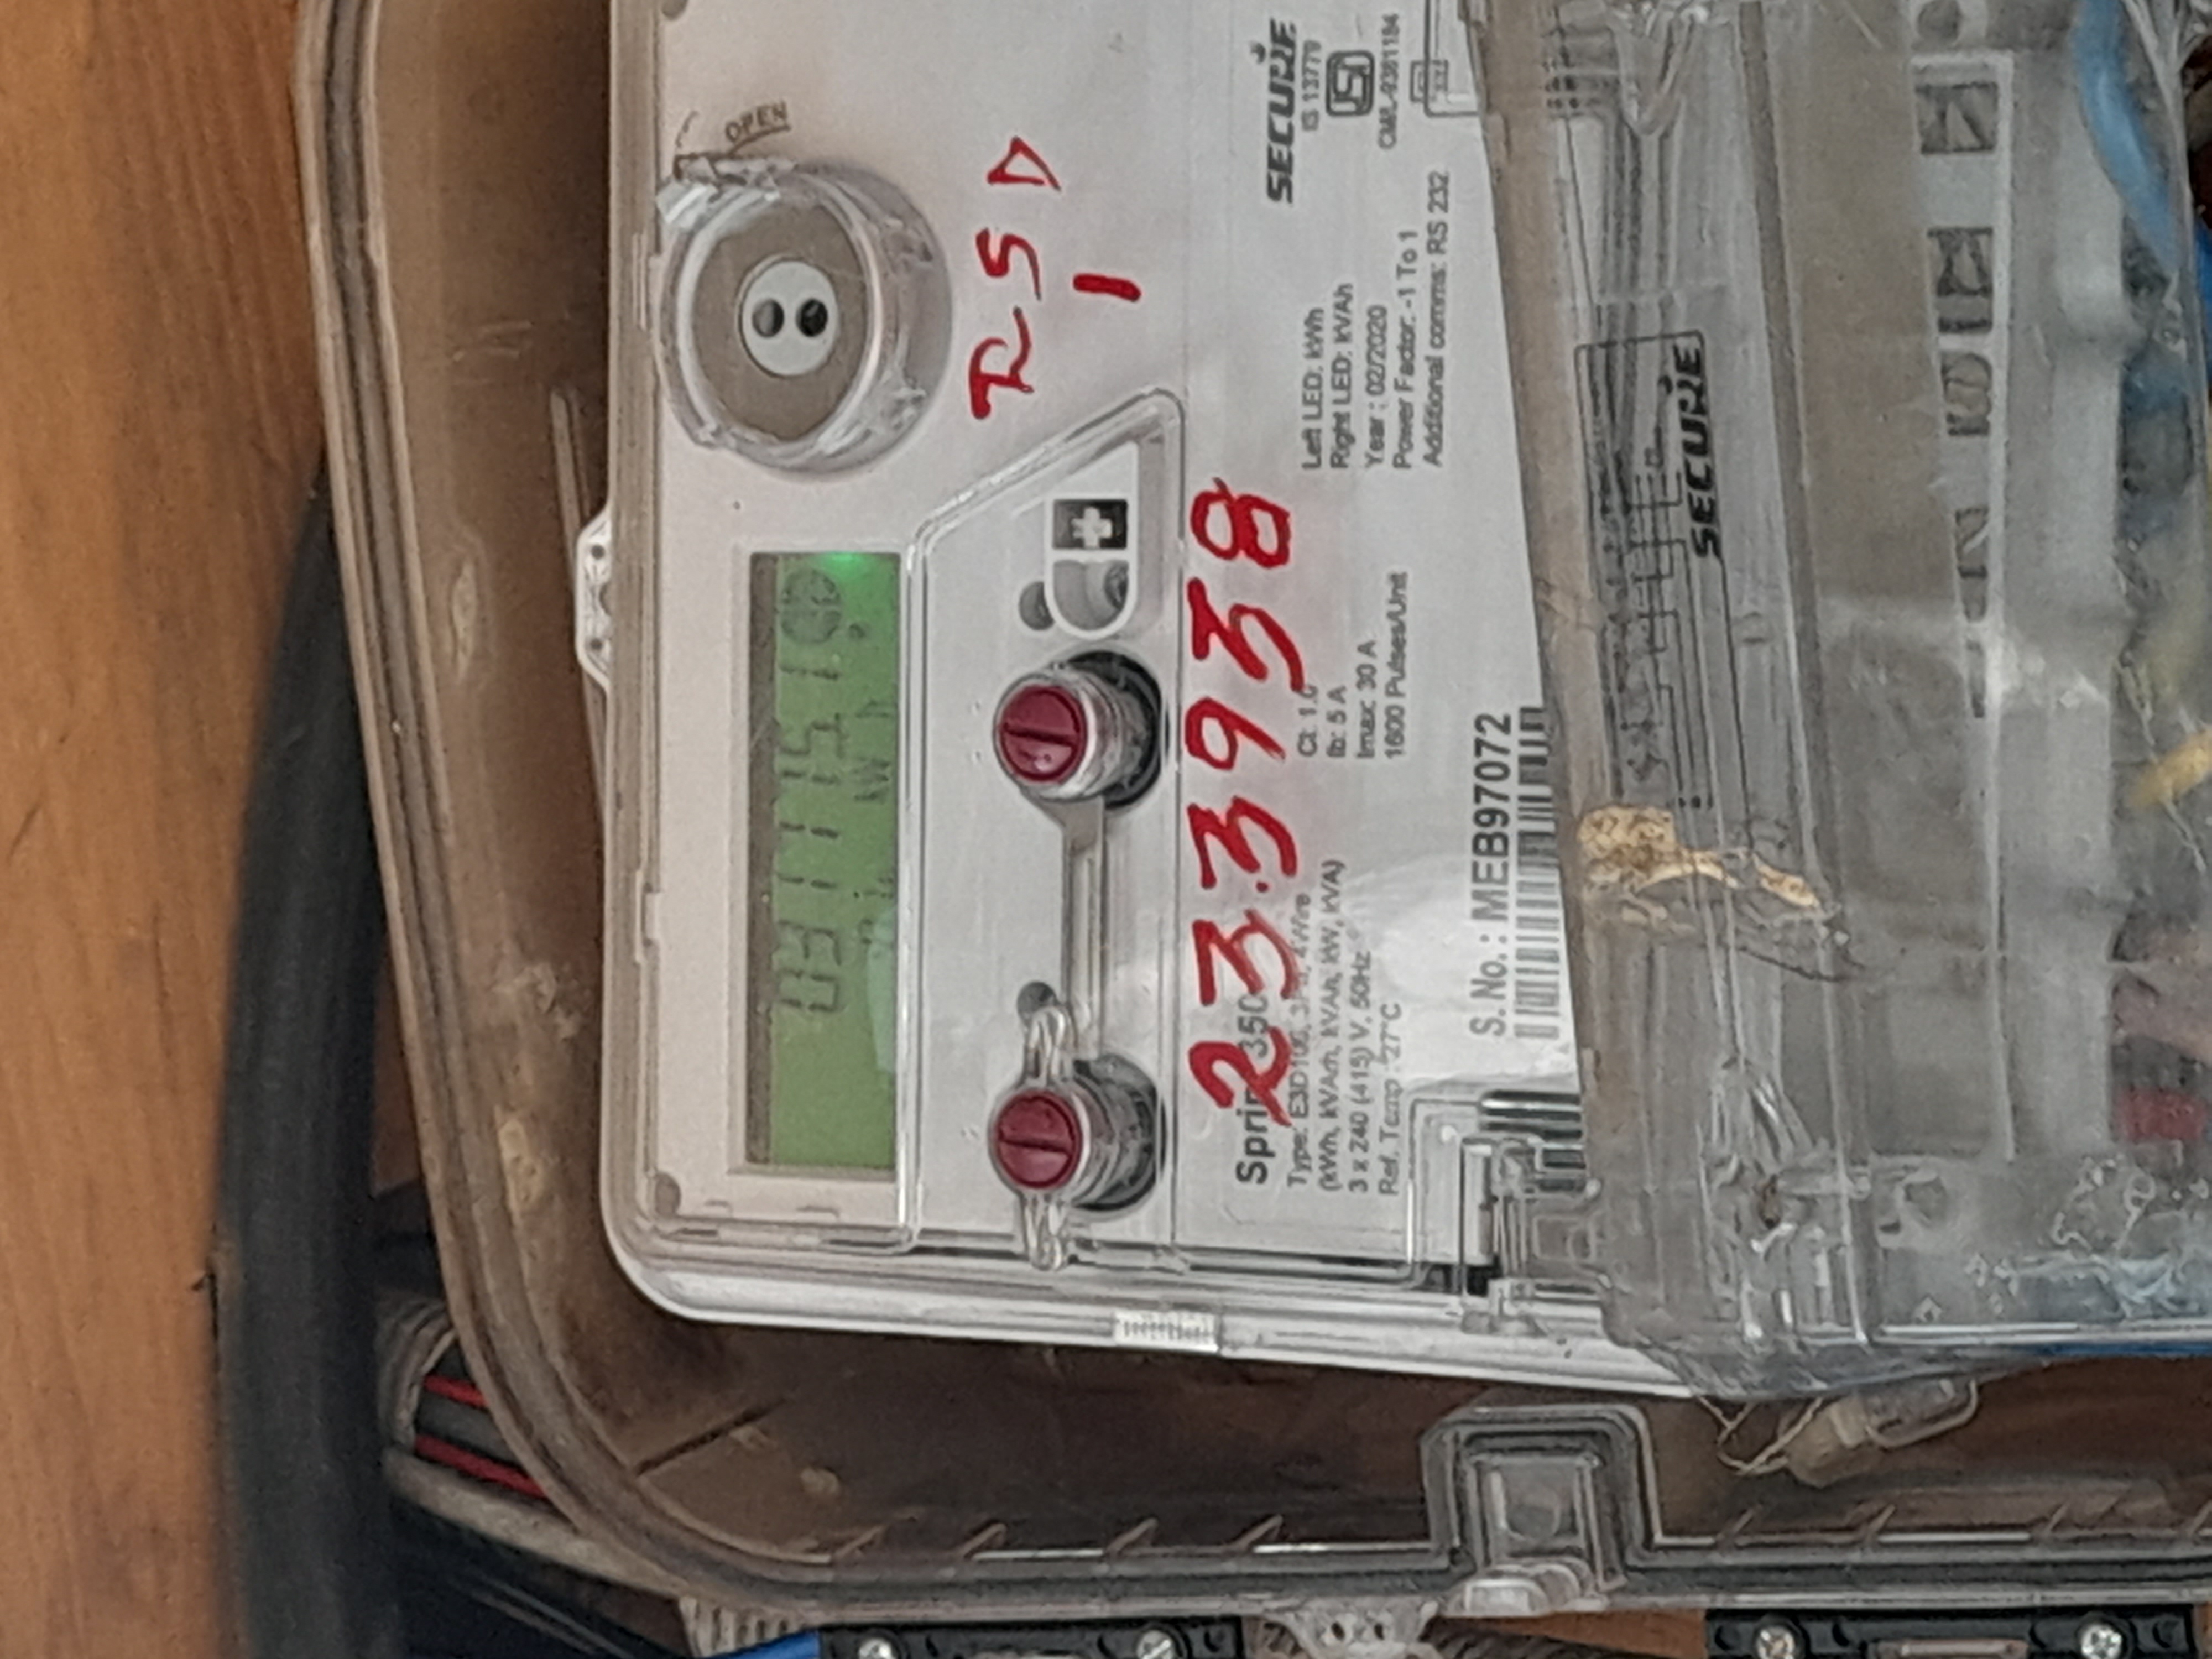 OPEN
RSD
1
233938
SECURE
IS 13779
ISI
Left LED: kWh
Right LED: kVAh
Year : 02/2020
Power Factor: -1 To 1
Additional comms: RS 232
Cl: 1.0
Ib: 5 A
Imax: 30 A
1600 Pulses/Unit
(kWh, kVArh, kVAh, kW, kVA)
3 x 240 (415) V, 50Hz
Ref. Temp : 27°C
S. No.: MEB97072
SECURE